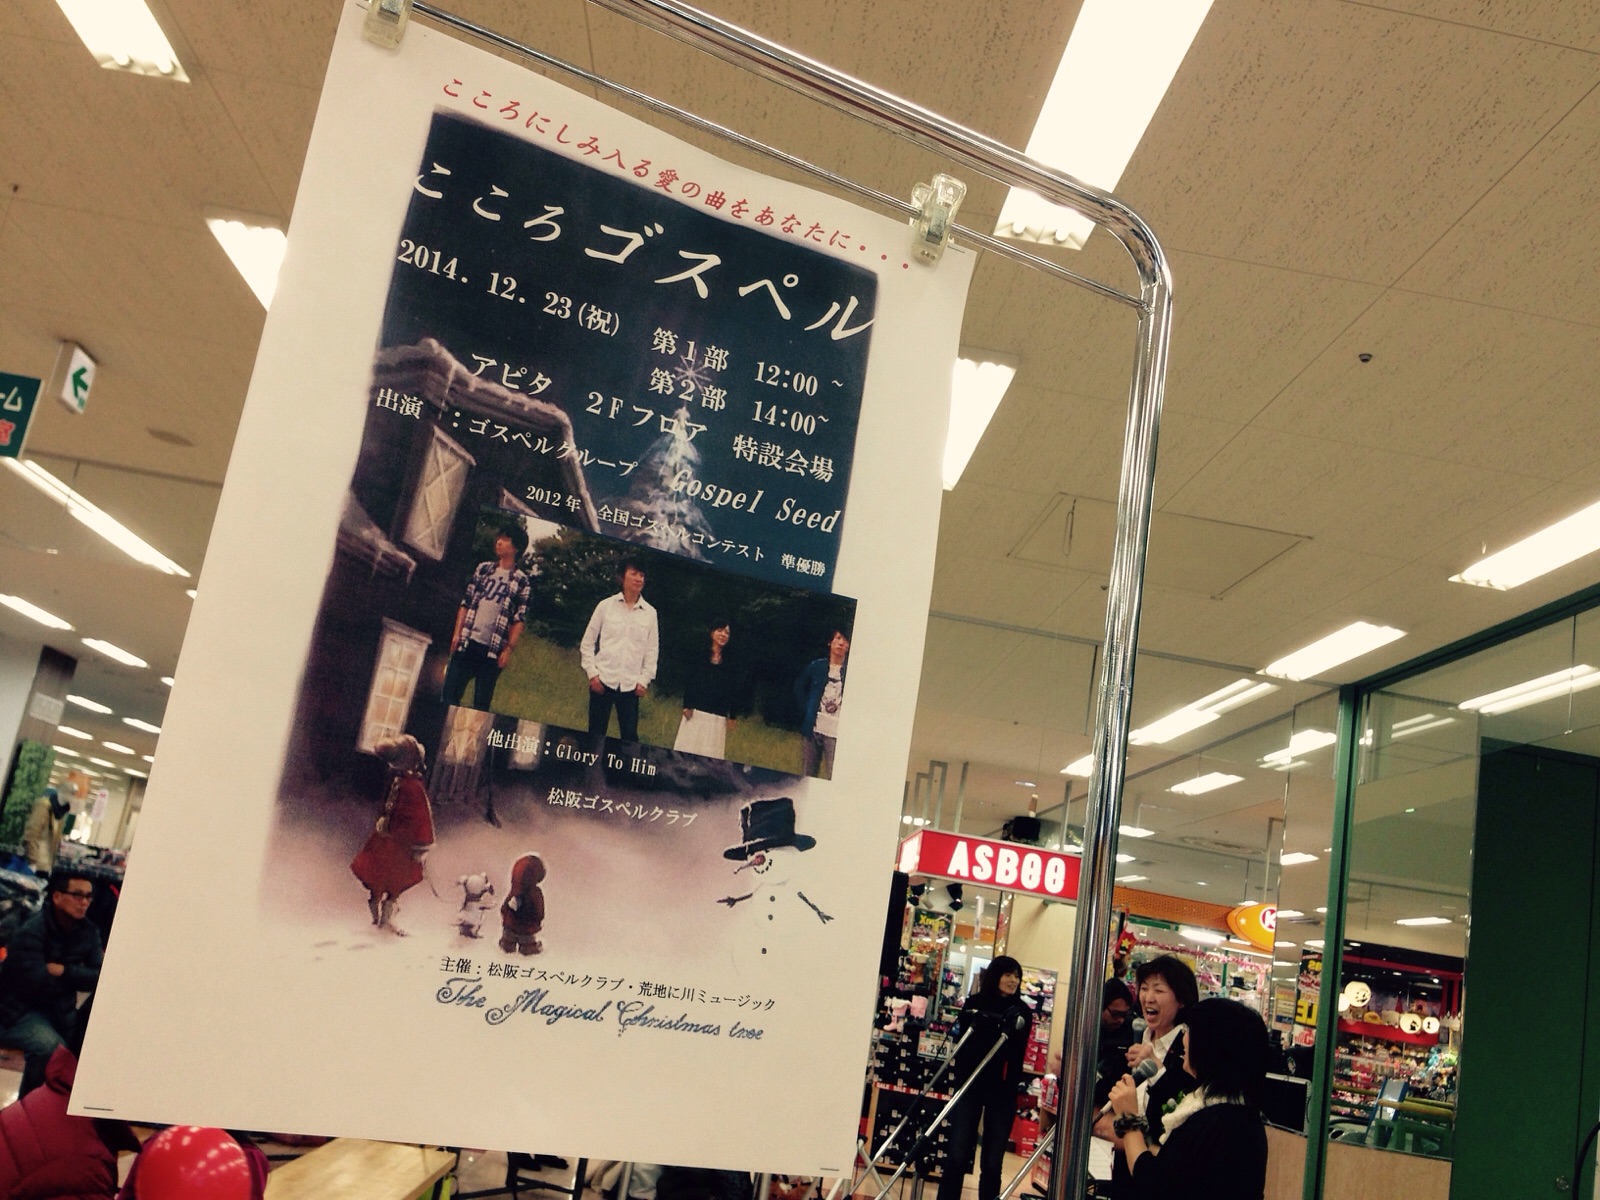 こころにしみ入る愛の曲をあなたに・・・
こころゴスペル
2014. 12. 23(祝) 第1部 12:00 ~
第2部 14:00~
アピタ 2Fフロア 特設会場
出演 :ゴスペルグループ Gospel Seed
2012年 全国ゴスペルコンテスト 準優勝
他出演:Glory To Him
松阪ゴスペルクラブ
主催:松阪ゴスペルクラブ・荒地に川ミュージック
The Magical Christmas tree
ASBOO